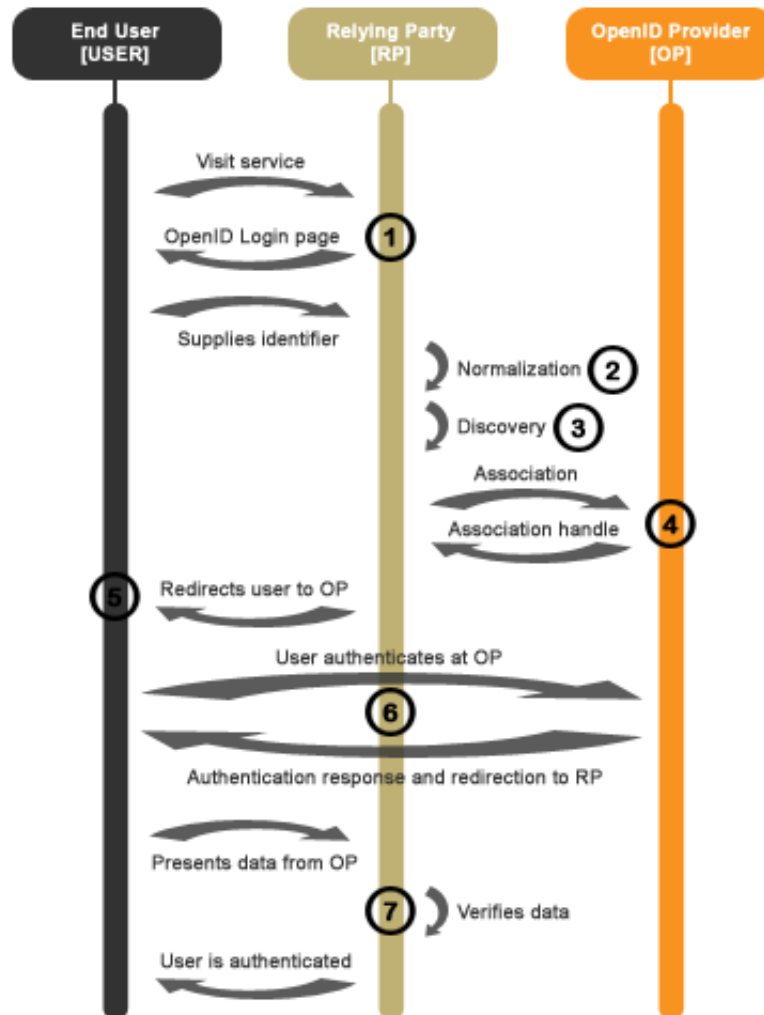 End User
[USER]
Relying Party
[RP]
OpenID Provider
[OP]
Visit service
OpenID Login page
1
Supplies identifier
Normalization 2
Discovery 3
Association
Association handle
4
5
Redirects user to OP
User authenticates at OP
6
Authentication response and redirection to RP
Presents data from OP
7
Verifies data
User is authenticated